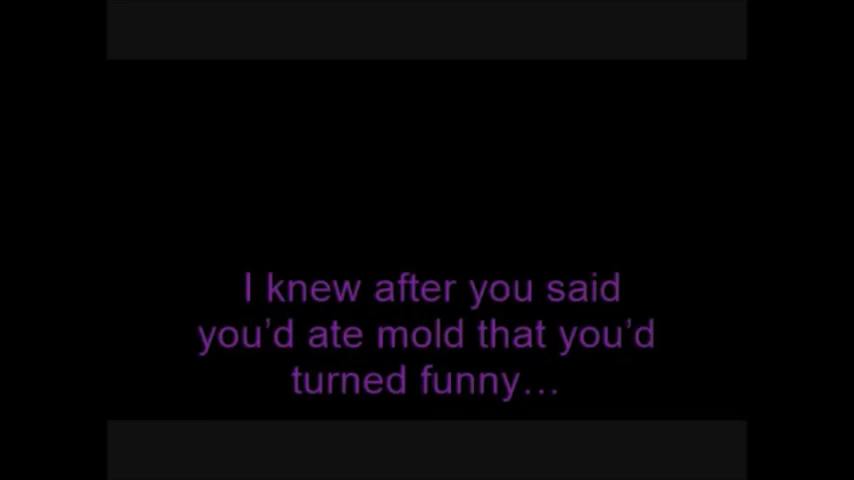 I knew after you said
you’d ate mold that you’d
turned funny…